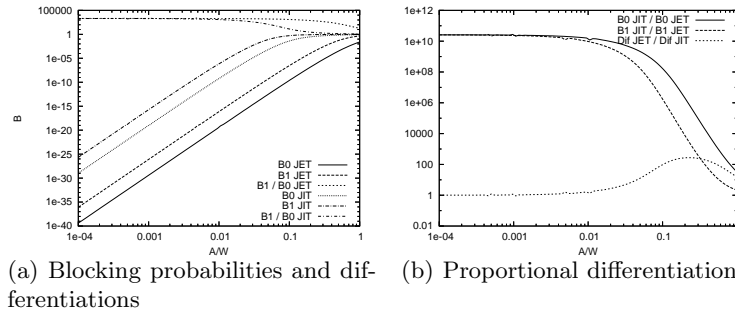 100000
1
1e-05
1e-10
1e-15
1e-20
1e-25
1e-30
1e-35
1e-40
B
1e-04
0.001
0.01
0.1
1
A/W
B0 JET
B1 JET
B1 / B0 JET
B0 JIT
B1 JIT
B1 / B0 JIT
(a) Blocking probabilities and dif-
ferentiations
1e+12
1e+10
1e+08
1e+06
10000
100
1
0.01
1e-04
0.001
0.01
0.1
A/W
B0 JIT / B0 JET
B1 JIT / B1 JET
Dif JET / Dif JIT
(b) Proportional differentiation